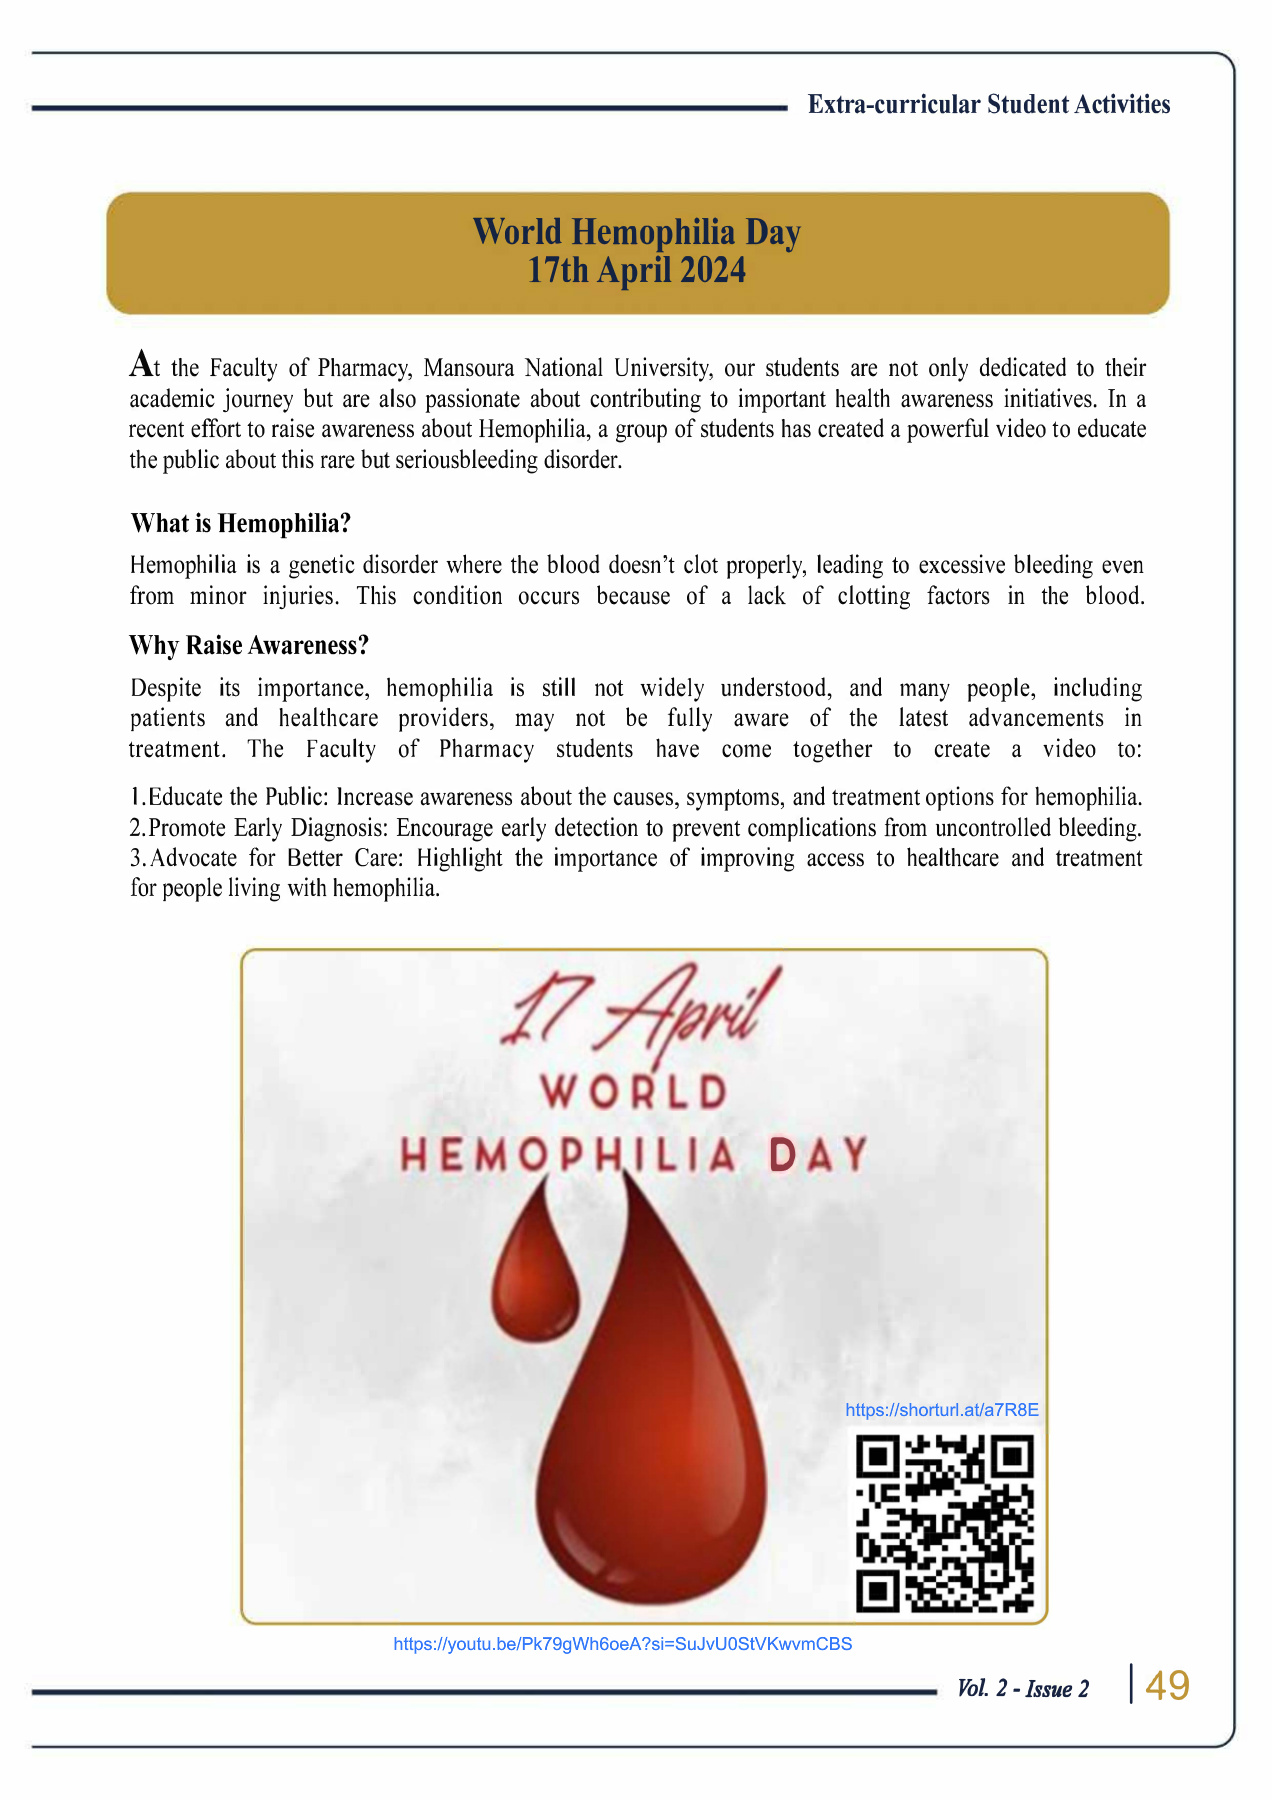 Extra-curricular Student Activities
World Hemophilia Day
17th April 2024
At the Faculty of Pharmacy, Mansoura National University, our students are not only dedicated to their
academic journey but are also passionate about contributing to important health awareness initiatives. In a
recent effort to raise awareness about Hemophilia, a group of students has created a powerful video to educate
the public about this rare but seriousbleeding disorder.
What is Hemophilia?
Hemophilia is a genetic disorder where the blood doesn’t clot properly, leading to excessive bleeding even
from minor injuries. This condition occurs because of a lack of clotting factors in the blood.
Why Raise Awareness?
Despite its importance, hemophilia is still not widely understood, and many people, including
patients and healthcare providers, may not be fully aware of the latest advancements in
treatment. The Faculty of Pharmacy students have come together to create a video to:
1.Educate the Public: Increase awareness about the causes, symptoms, and treatment options for hemophilia.
2.Promote Early Diagnosis: Encourage early detection to prevent complications from uncontrolled bleeding.
3.Advocate for Better Care: Highlight the importance of improving access to healthcare and treatment
for people living with hemophilia.
17 April
WORLD
HEMOPHILIA DAY
https://shorturl.at/a7R8E
https://youtu.be/Pk79gWh6oeA?si=SuJvU0StVKwvmCBS
Vol. 2 - Issue 2
49